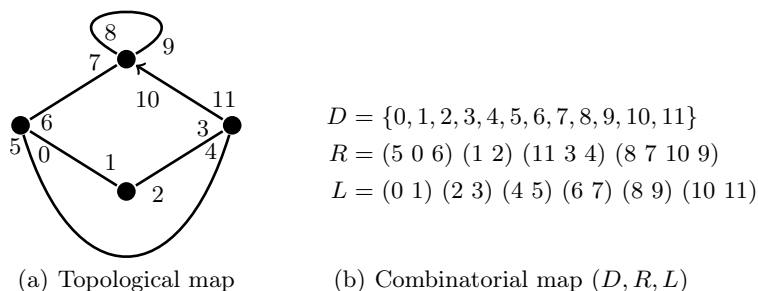 8
9
7
10
11
6
3
5
0
4
1
2
D = {0, 1, 2, 3, 4, 5, 6, 7, 8, 9, 10, 11}
R = (5 0 6) (1 2) (11 3 4) (8 7 10 9)
L = (0 1) (2 3) (4 5) (6 7) (8 9) (10 11)
(a) Topological map
(b) Combinatorial map (D, R, L)